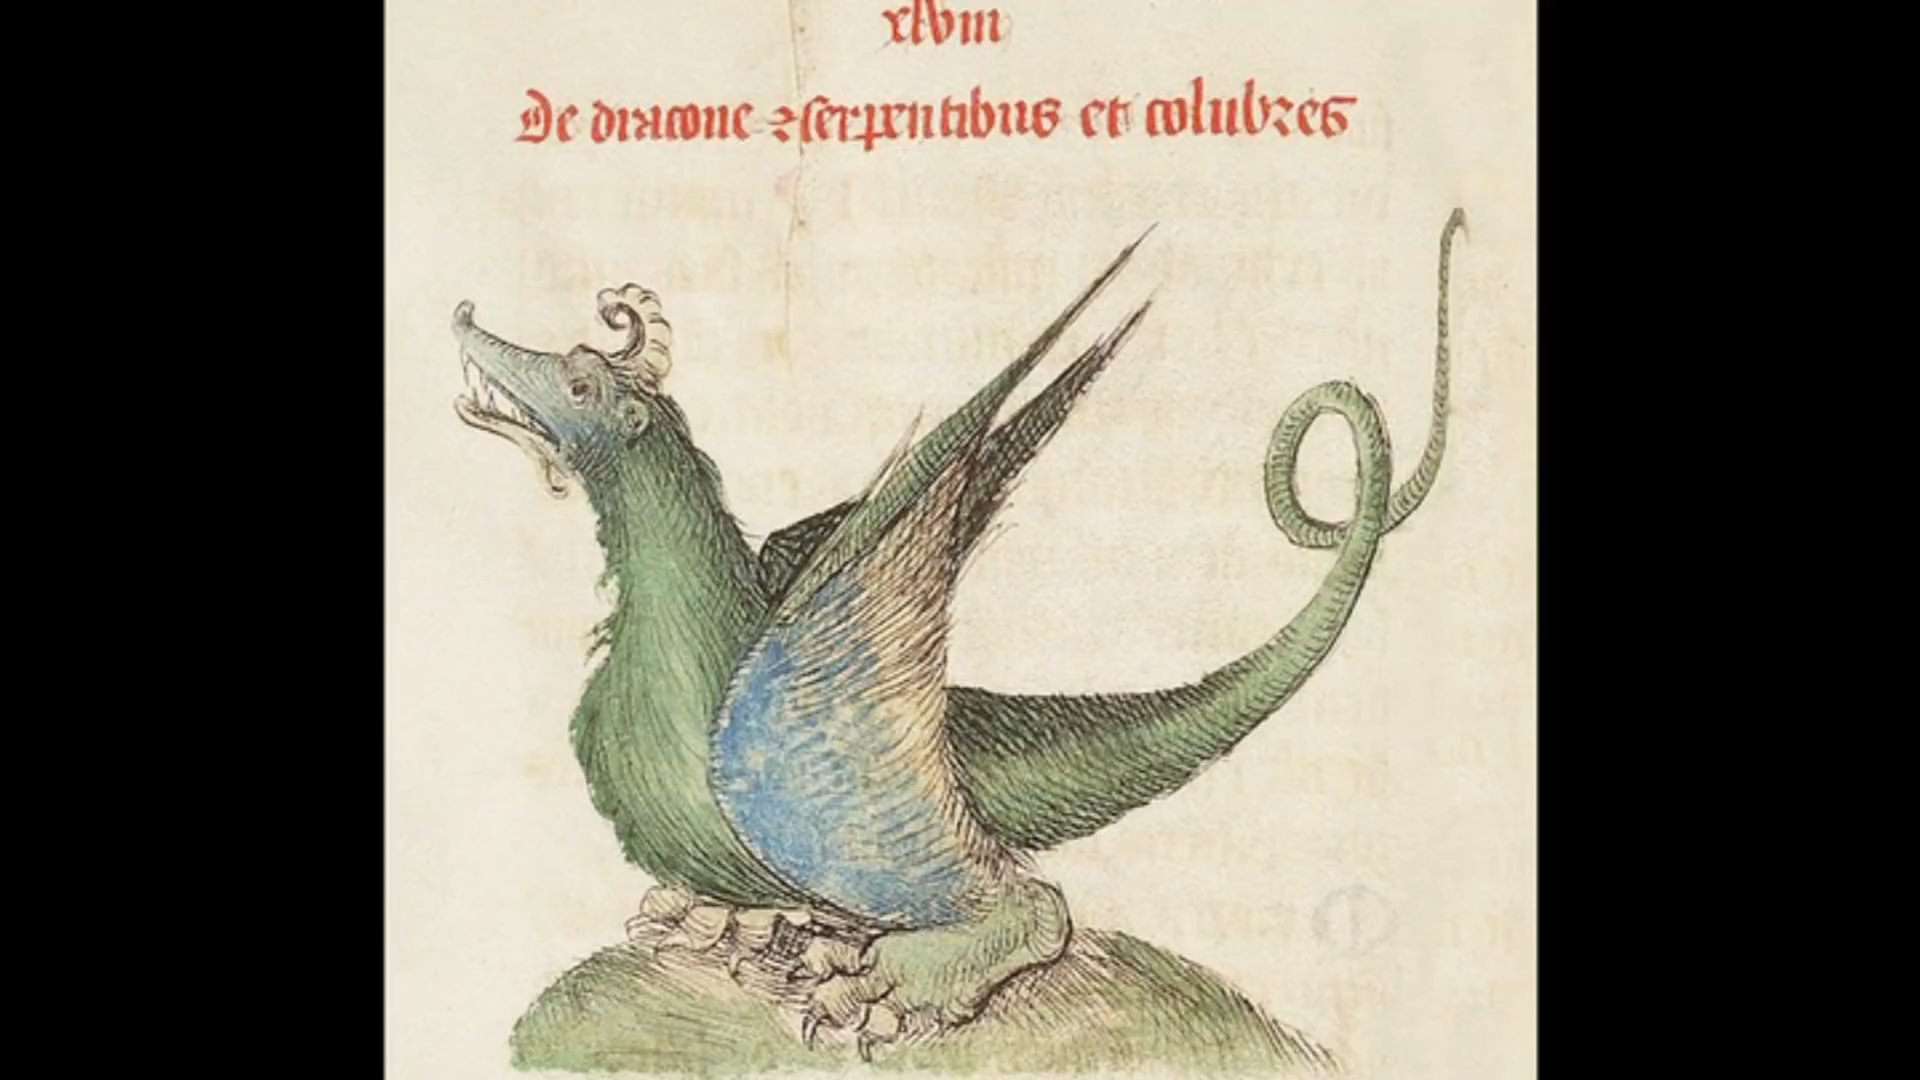 xlviii
De dracone ⁊ serpentibus et colubres